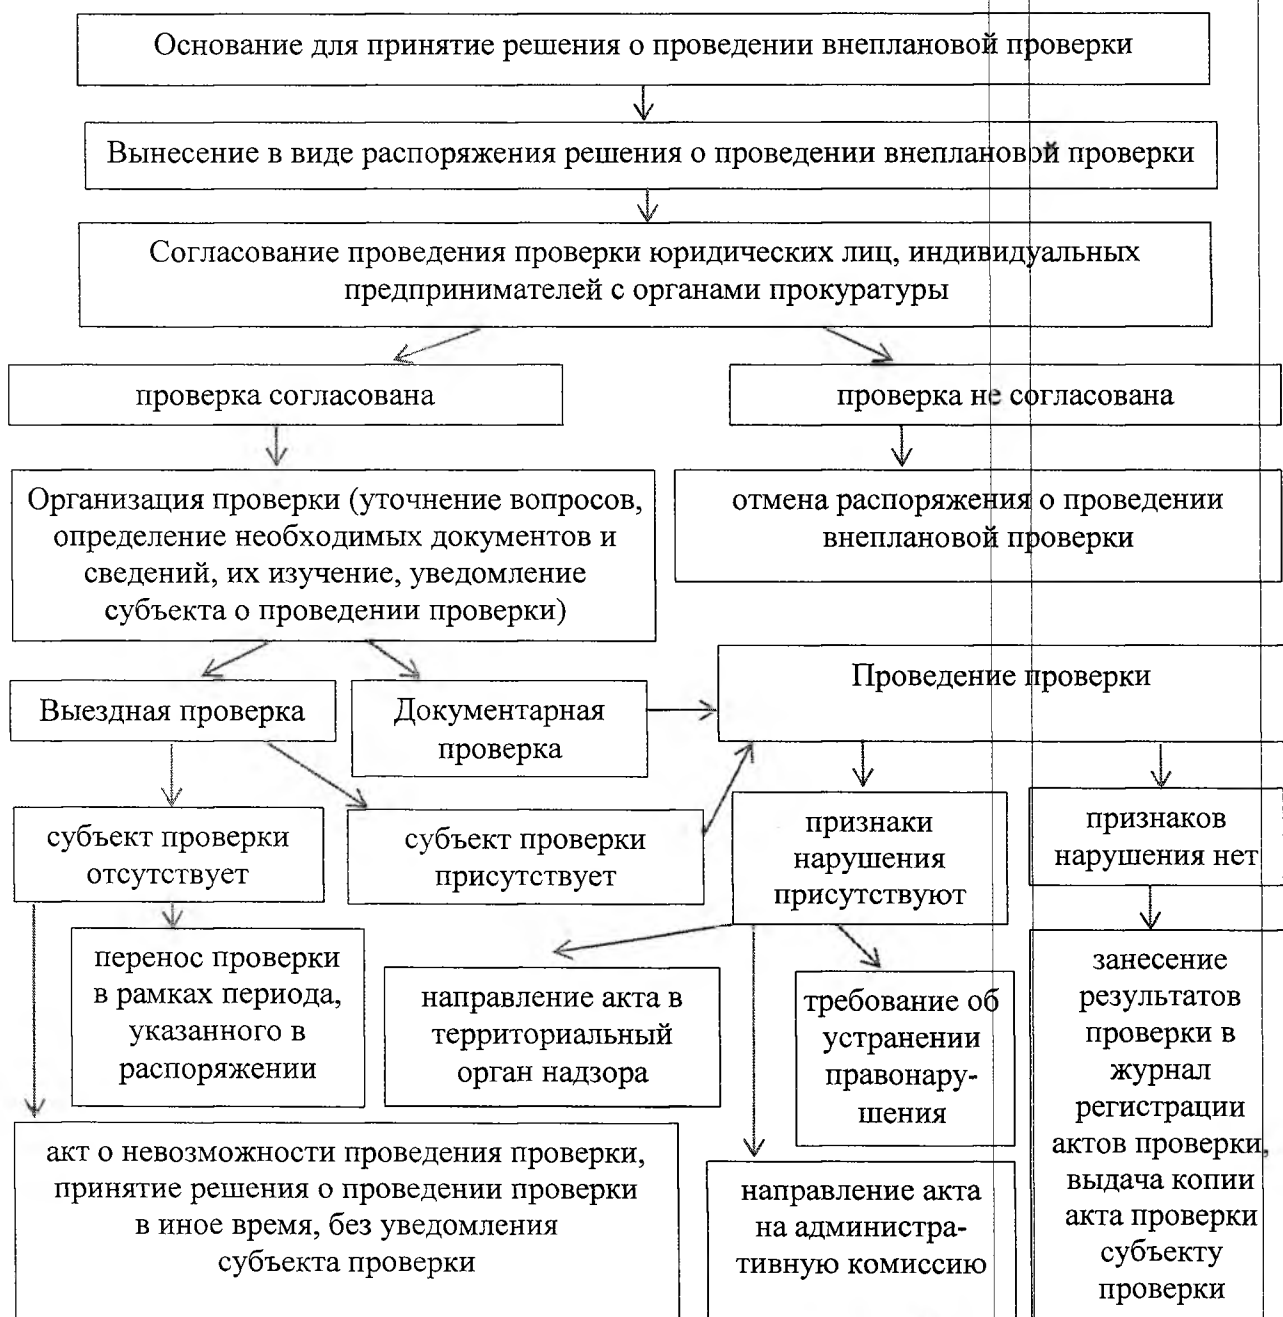 Основание для принятие решения о проведении внеплановой проверки
Вынесение в виде распоряжения решения о проведении внеплановой проверки
Согласование проведения проверки юридических лиц, индивидуальных
предпринимателей с органами прокуратуры
проверка согласована
проверка не согласована
Организация проверки (уточнение вопросов,
определение необходимых документов и
сведений, их изучение, уведомление
субъекта о проведении проверки)
отмена распоряжения о проведении
внеплановой проверки
Выездная проверка
Документарная
проверка
Проведение проверки
субъект проверки
отсутствует
субъект проверки
присутствует
признаки
нарушения
присутствуют
признаков
нарушения нет
перенос проверки
в рамках периода,
указанного в
распоряжении
направление акта в
территориальный
орган надзора
требование об
устранении
правонару-
шения
занесение
результатов
проверки в
журнал
регистрации
актов проверки,
выдача копии
акта проверки
субъекту
проверки
акт о невозможности проведения проверки,
принятие решения о проведении проверки
в иное время, без уведомления
субъекта проверки
направление акта
на администра-
тивную комиссию